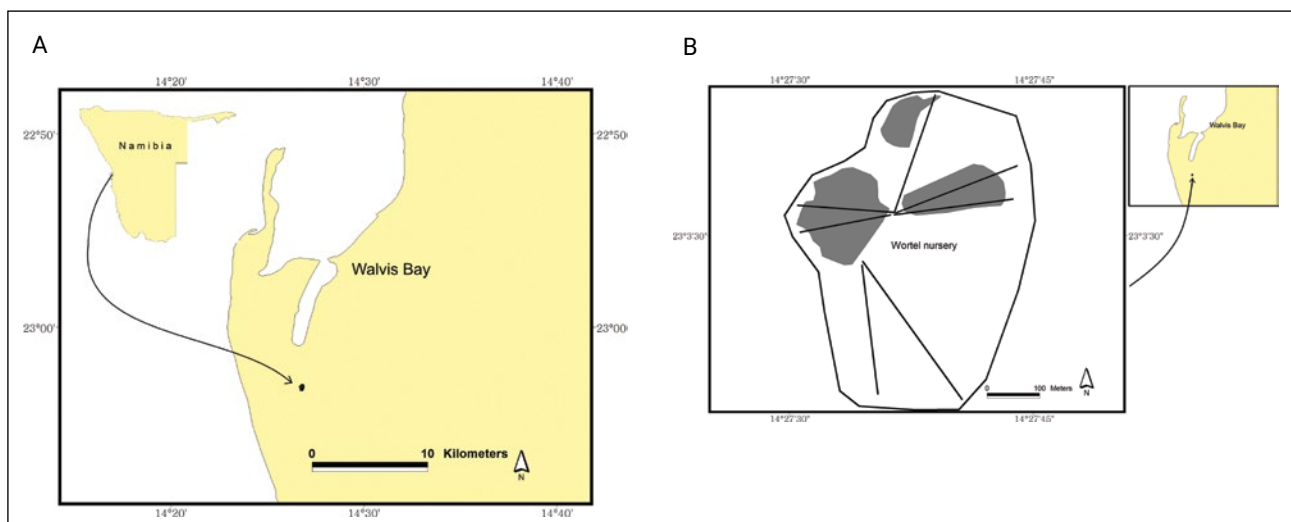 A
14°20'
14°30'
14°40'
22°50'
22°50'
Namibia
Walvis Bay
23°00'
23°00'
0
10
Kilometers
N
14°20'
14°30'
14°40'
B
14°27'30"
14°27'45"
Walvis Bay
23°3'30"
23°3'30"
Wortel nursery
0
100 Meters
N
14°27'30"
14°27'45"